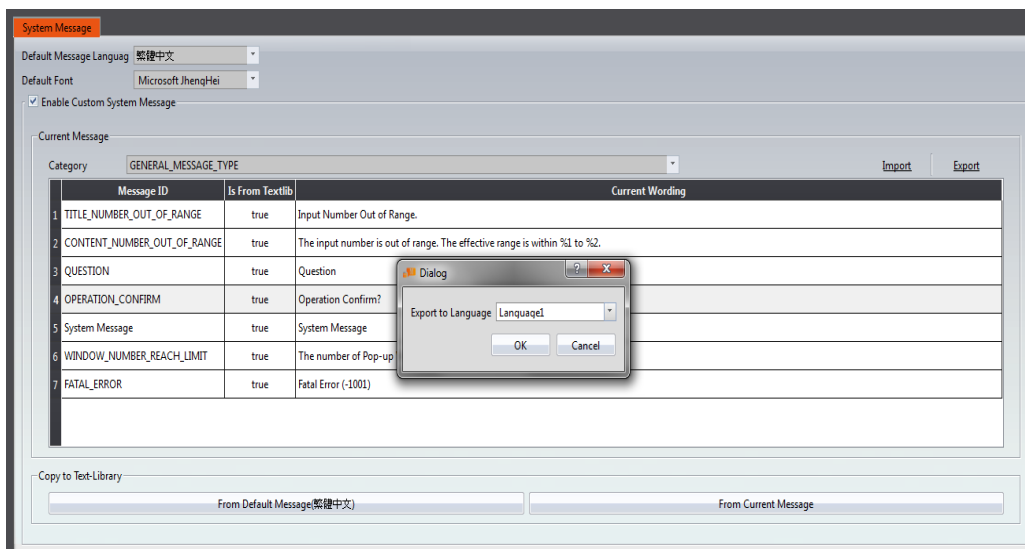 System Message
Default Message Languag 繁體中文
Default Font Microsoft JhengHei
Enable Custom System Message
Current Message
Category GENERAL_MESSAGE_TYPE Import Export
Message ID Is From Textlib Current Wording
1 TITLE_NUMBER_OUT_OF_RANGE true Input Number Out of Range.
2 CONTENT_NUMBER_OUT_OF_RANGE true The input number is out of range. The effective range is within %1 to %2.
3 QUESTION true Question
4 OPERATION_CONFIRM true Operation Confirm?
5 System Message true System Message
6 WINDOW_NUMBER_REACH_LIMIT true The number of Pop-up
7 FATAL_ERROR true Fatal Error (-1001)
Dialog ?
Export to Language Language1
OK Cancel
Copy to Text-Library
From Default Message(繁體中文) From Current Message